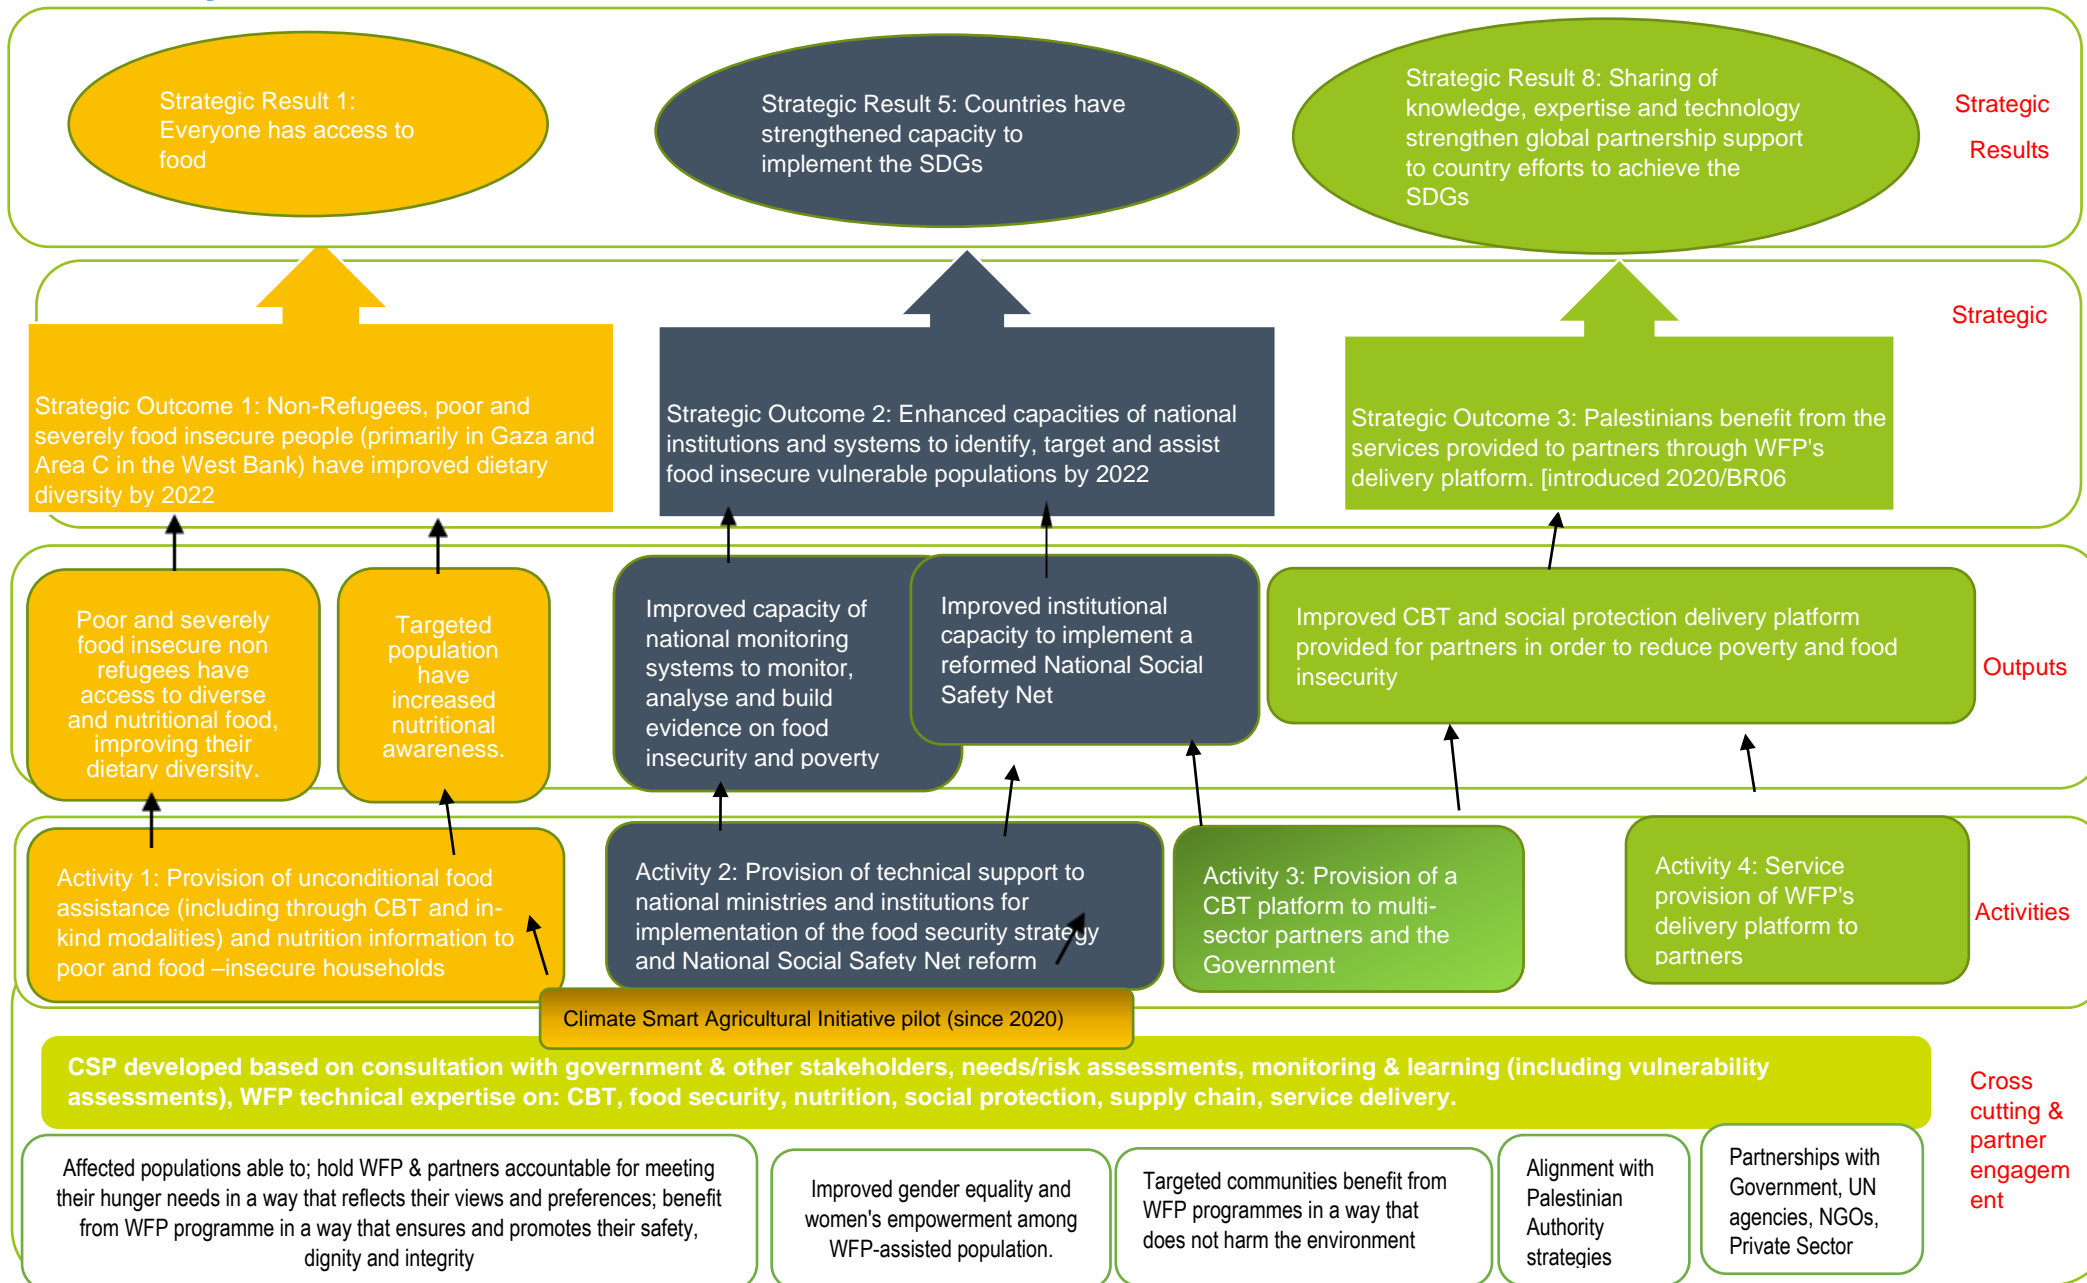 Strategic Result 1:
Everyone has access to
food
Strategic Result 5: Countries have
strengthened capacity to
implement the SDGs
Strategic Result 8: Sharing of
knowledge, expertise and technology
strengthen global partnership support
to country efforts to achieve the
SDGs
Strategic
Results
Strategic Outcome 1: Non-Refugees, poor and
severely food insecure people (primarily in Gaza and
Area C in the West Bank) have improved dietary
diversity by 2022
Strategic Outcome 2: Enhanced capacities of national
institutions and systems to identify, target and assist
food insecure vulnerable populations by 2022
Strategic Outcome 3: Palestinians benefit from the
services provided to partners through WFP's
delivery platform. [introduced 2020/BR06
Strategic
Poor and severely
food insecure non
refugees have
access to diverse
and nutritional food,
improving their
dietary diversity.
Targeted
population
have
increased
nutritional
awareness.
Improved capacity of
national monitoring
systems to monitor,
analyse and build
evidence on food
insecurity and poverty
Improved institutional
capacity to implement a
reformed National Social
Safety Net
Improved CBT and social protection delivery platform
provided for partners in order to reduce poverty and food
insecurity
Outputs
Activity 1: Provision of unconditional food
assistance (including through CBT and in-
kind modalities) and nutrition information to
poor and food –insecure households
Activity 2: Provision of technical support to
national ministries and institutions for
implementation of the food security strategy
and National Social Safety Net reform
Activity 3: Provision of a
CBT platform to multi-
sector partners and the
Government
Activity 4: Service
provision of WFP's
delivery platform to
partners
Activities
Climate Smart Agricultural Initiative pilot (since 2020)
CSP developed based on consultation with government & other stakeholders, needs/risk assessments, monitoring & learning (including vulnerability
assessments), WFP technical expertise on: CBT, food security, nutrition, social protection, supply chain, service delivery.
Cross
cutting &
partner
engagem
ent
Affected populations able to; hold WFP & partners accountable for meeting
their hunger needs in a way that reflects their views and preferences; benefit
from WFP programme in a way that ensures and promotes their safety,
dignity and integrity
Improved gender equality and
women's empowerment among
WFP-assisted population.
Targeted communities benefit from
WFP programmes in a way that
does not harm the environment
Alignment with
Palestinian
Authority
strategies
Partnerships with
Government, UN
agencies, NGOs,
Private Sector